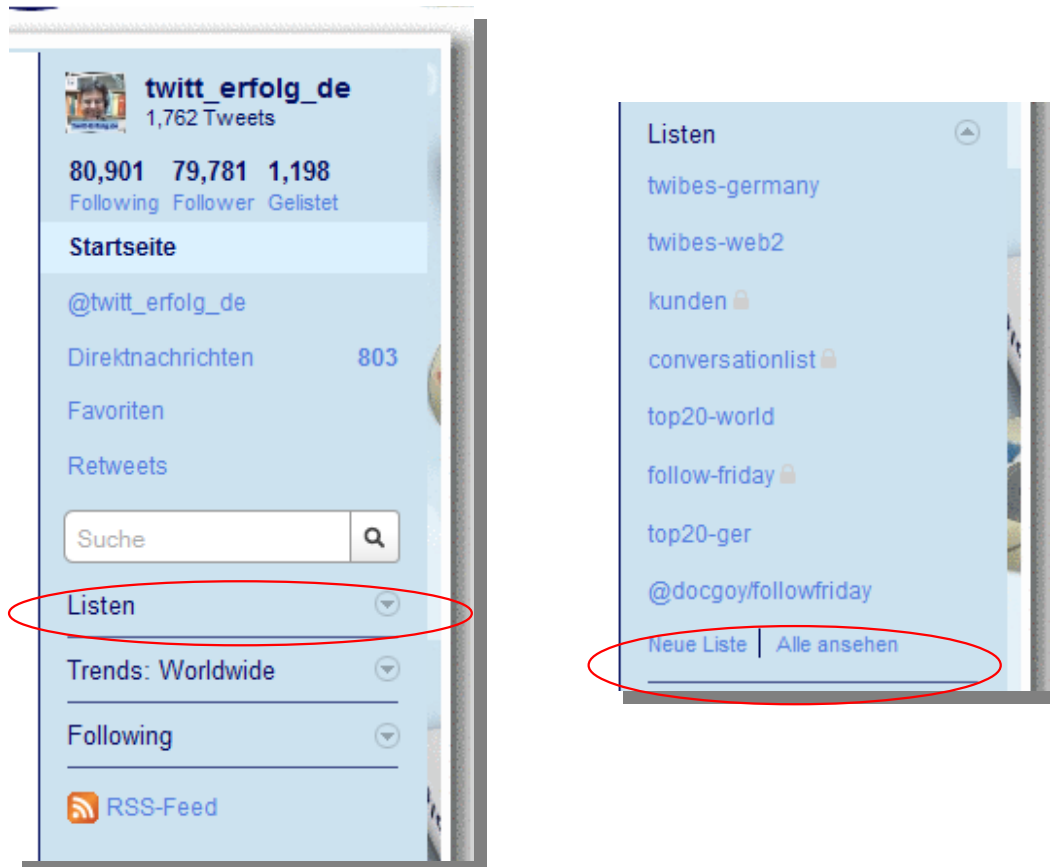 twitt_erfolg_de
1,762 Tweets
80,901 79,781 1,198
Following Follower Gelistet
Startseite
@twitt_erfolg_de
Direktnachrichten 803
Favoriten
Retweets
Suche
Listen
Trends: Worldwide
Following
RSS-Feed
Listen
twibes-germany
twibes-web2
kunden
conversationlist
top20-world
follow-friday
top20-ger
@docgoy/followfriday
Neue Liste | Alle ansehen